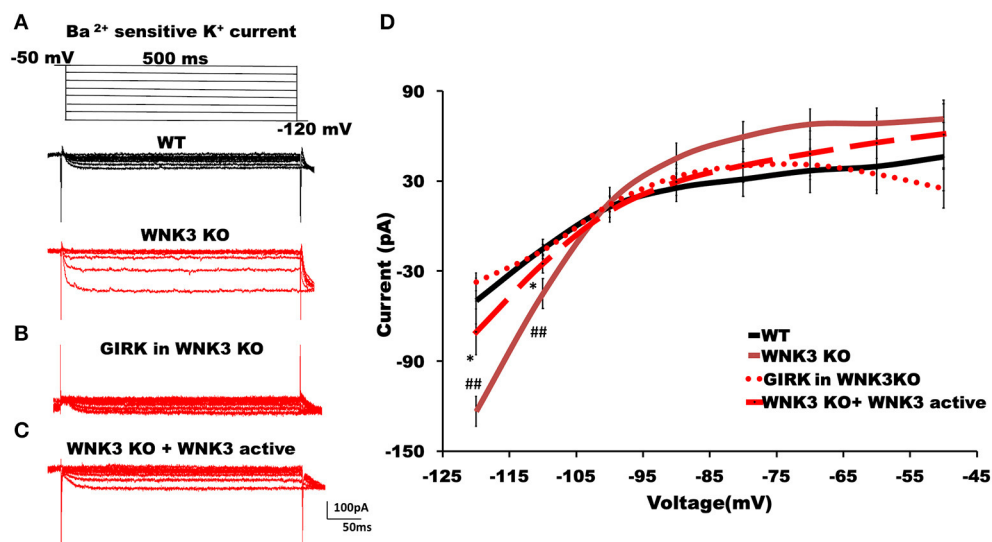 A
Ba 2+ sensitive K+ current
-50 mV
500 ms
-120 mV
WT
WNK3 KO
B
GIRK in WNK3 KO
C
WNK3 KO + WNK3 active
100pA
50ms
D
90
30
-30
-90
-150
Current (pA)
*
##
*
##
WT
WNK3 KO
GIRK in WNK3KO
WNK3 KO+ WNK3 active
-125 -115 -105 -95 -85 -75 -65 -55 -45
Voltage(mV)